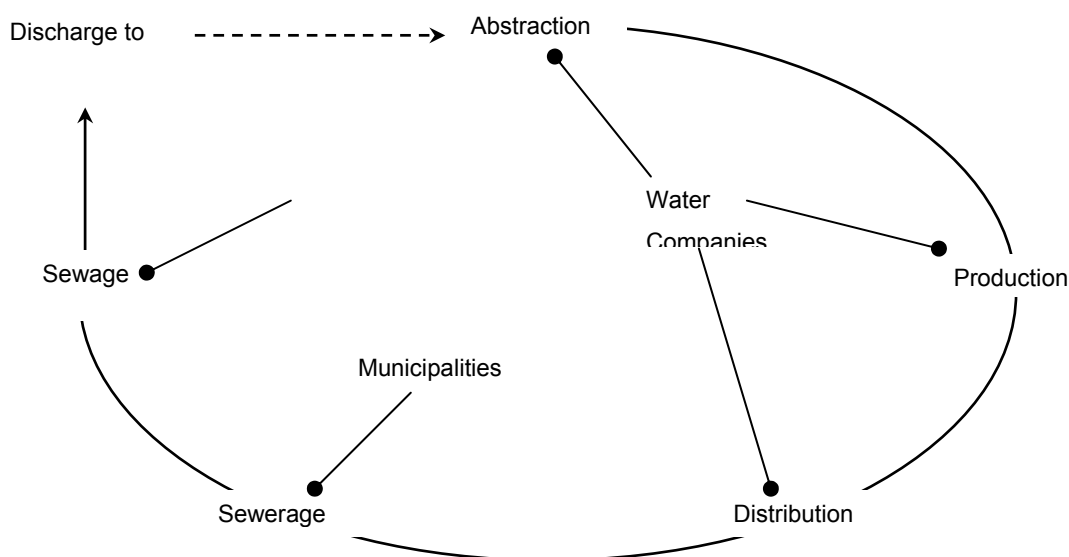 Discharge to
Abstraction
Water
Companies
Sewage
Production
Municipalities
Sewerage
Distribution